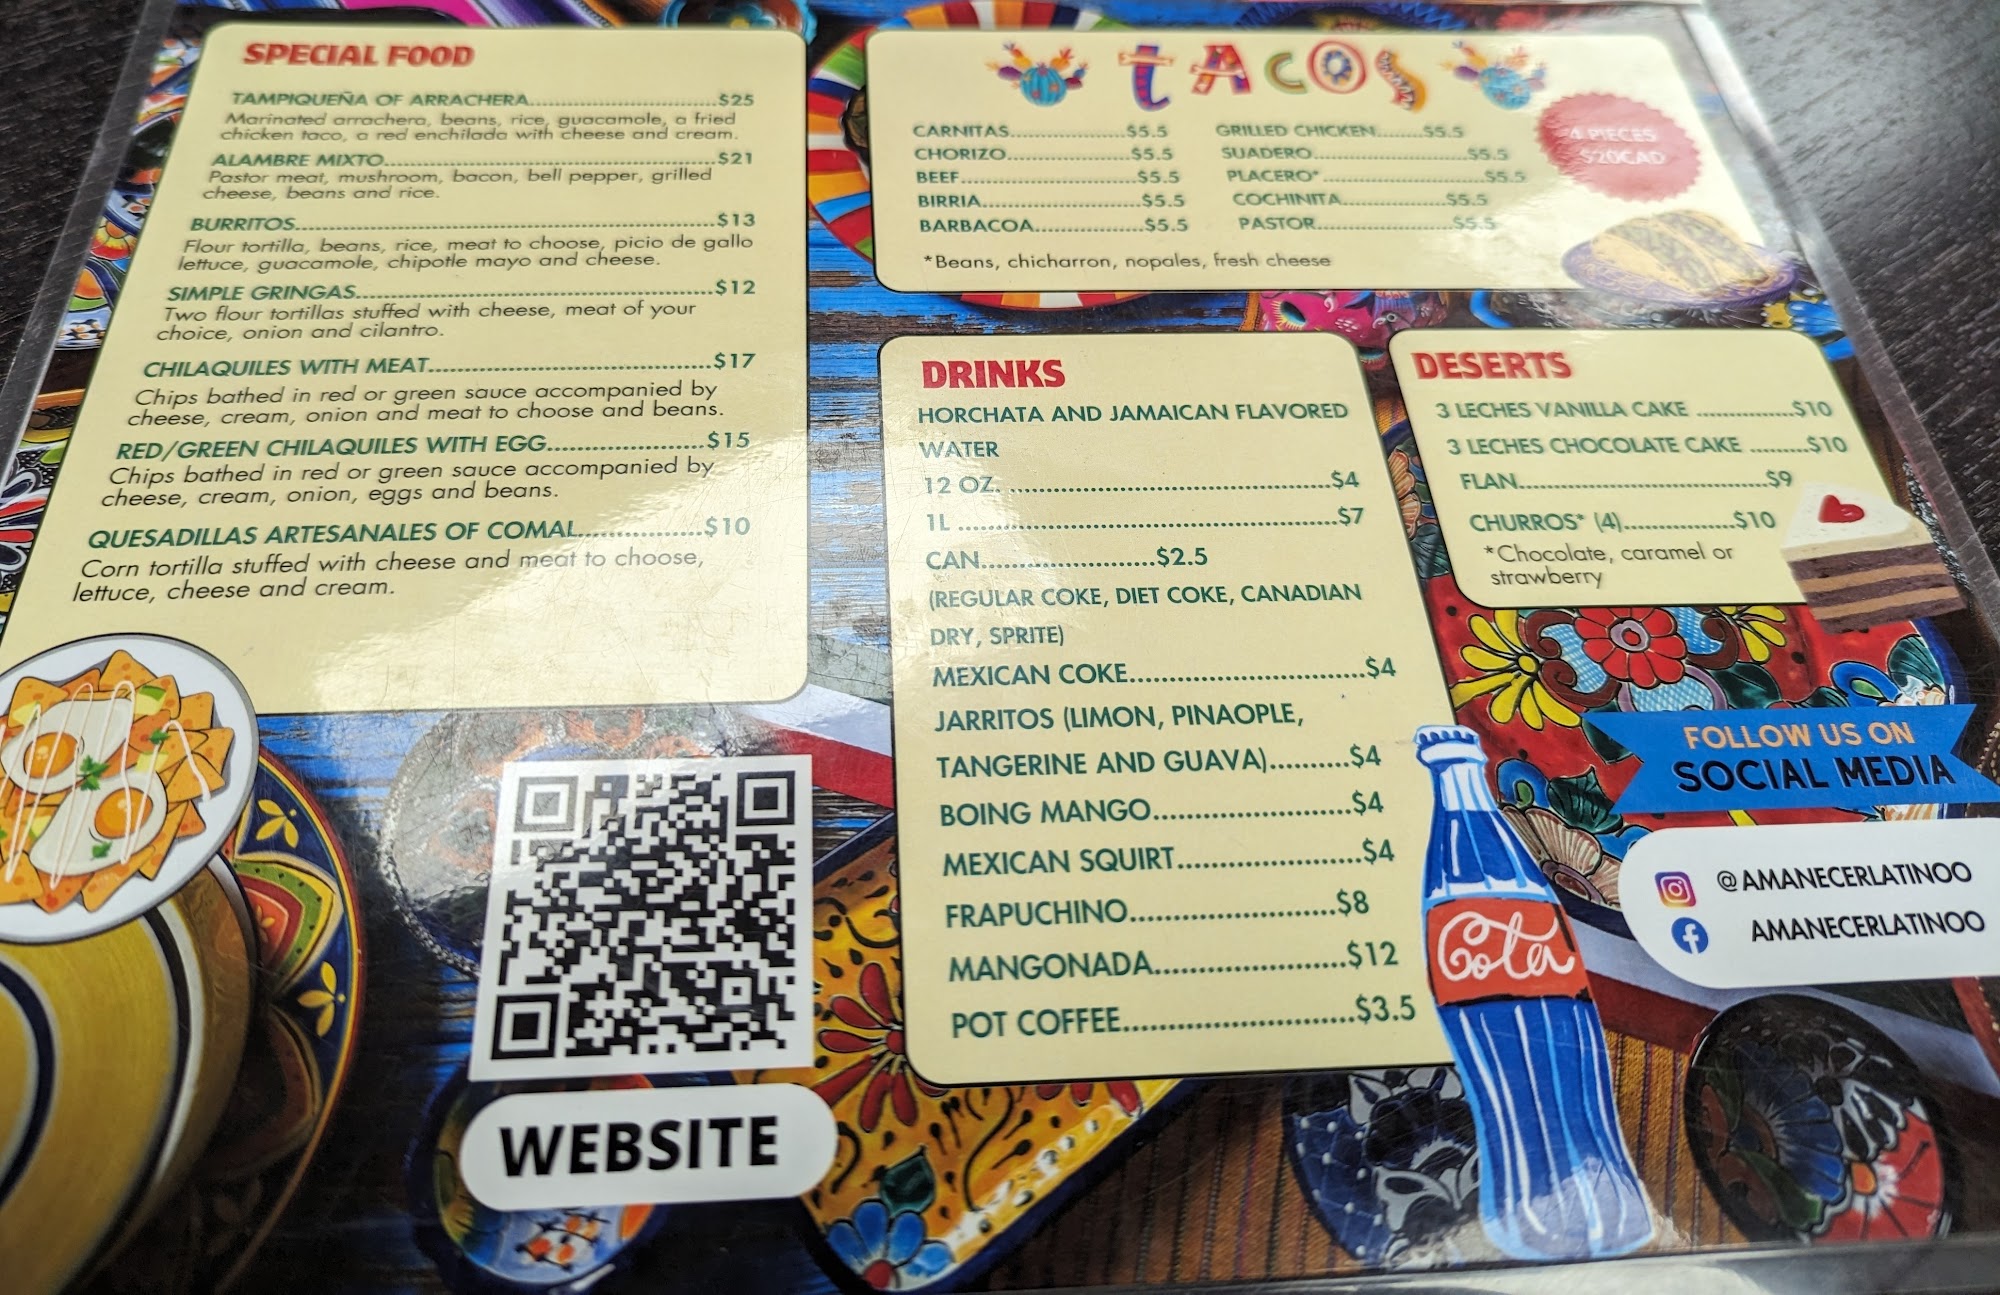 SPECIAL FOOD
TAMPIQUEÑA OF ARRACHERA..............................$25
Marinated arrachera, beans, rice, guacamole, a fried
chicken taco, a red enchilada with cheese and cream.
ALAMBRE MIXTO......................................................$21
Pastor meat, mushroom, bacon, bell pepper, grilled
cheese, beans and rice.
BURRITOS....................................................................$13
Flour tortilla, beans, rice, meat to choose, picio de gallo
lettuce, guacamole, chipotle mayo and cheese.
SIMPLE GRINGAS.........................................................$12
Two flour tortillas stuffed with cheese, meat of your
choice, onion and cilantro.
CHILAQUILES WITH MEAT............................................$17
Chips bathed in red or green sauce accompanied by
cheese, cream, onion and meat to choose and beans.
RED/GREEN CHILAQUILES WITH EGG.......................$15
Chips bathed in red or green sauce accompanied by
cheese, cream, onion, eggs and beans.
QUESADILLAS ARTESANALES OF COMAL..................$10
Corn tortilla stuffed with cheese and meat to choose,
lettuce, cheese and cream.
WEBSITE
TACOS
CARNITAS....................$5.5
CHORIZO.....................$5.5
BEEF..............................$5.5
BIRRIA...........................$5.5
BARBACOA..................$5.5
GRILLED CHICKEN........$5.5
SUADERO..........................$5.5
PLACERO*...........................$5.5
COCHINITA..................$5.5
PASTOR.......................$5.5
*Beans, chicharron, nopales, fresh cheese
4 PIECES
$20CAD
DRINKS
HORCHATA AND JAMAICAN FLAVORED
WATER
12 OZ. ................................................$4
1L .......................................................$7
CAN.........................$2.5
(REGULAR COKE, DIET COKE, CANADIAN
DRY, SPRITE)
MEXICAN COKE.................................$4
JARRITOS (LIMON, PINAOPLE,
TANGERINE AND GUAVA)..........$4
BOING MANGO.........................$4
MEXICAN SQUIRT.......................$4
FRAPUCHINO..........................$8
MANGONADA........................$12
POT COFFEE............................$3.5
Cota
DESERTS
3 LECHES VANILLA CAKE ..............$10
3 LECHES CHOCOLATE CAKE ........$10
FLAN.....................................$9
CHURROS* (4)................$10
*Chocolate, caramel or
strawberry
FOLLOW US ON
SOCIAL MEDIA
@AMANECERLATINOO
AMANECERLATINOO